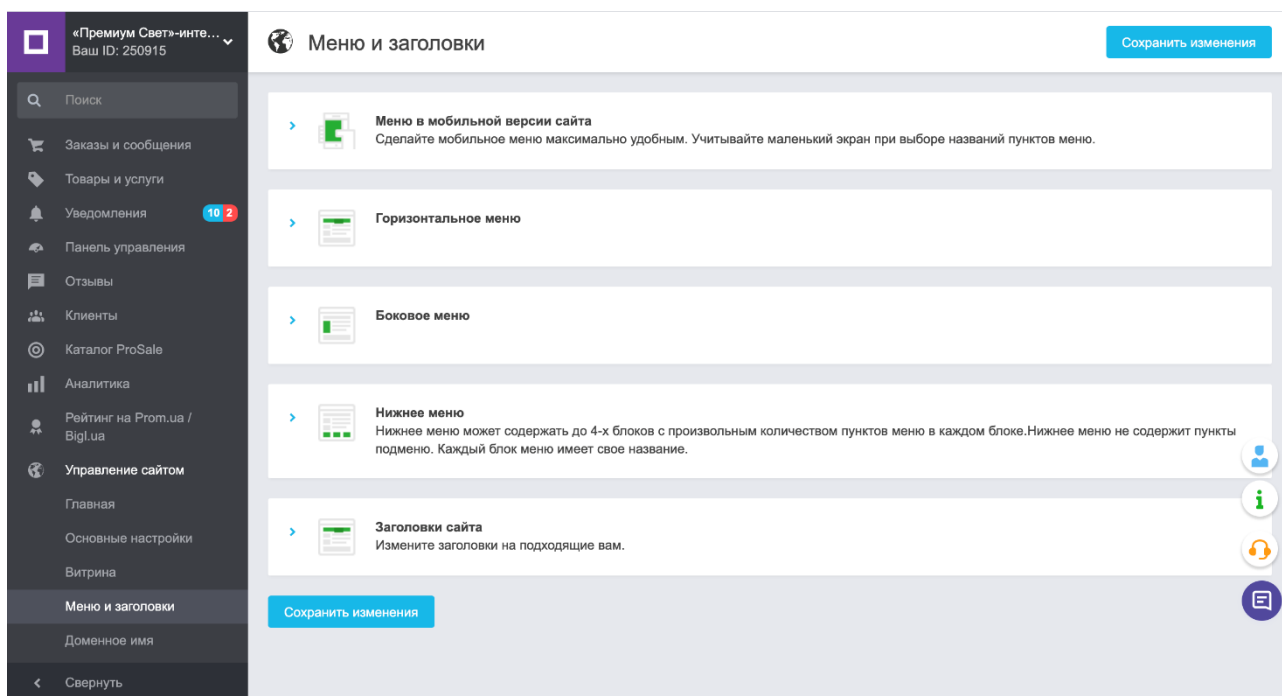 «Премиум Свет»-инте...
Ваш ID: 250915
Поиск
Заказы и сообщения
Товары и услуги
Уведомления 10 2
Панель управления
Отзывы
Клиенты
Каталог ProSale
Аналитика
Рейтинг на Prom.ua /
Bigl.ua
Управление сайтом
Главная
Основные настройки
Витрина
Меню и заголовки
Доменное имя
Свернуть
Меню и заголовки
Сохранить изменения
Меню в мобильной версии сайта
Сделайте мобильное меню максимально удобным. Учитывайте маленький экран при выборе названий пунктов меню.
Горизонтальное меню
Боковое меню
Нижнее меню
Нижнее меню может содержать до 4-х блоков с произвольным количеством пунктов меню в каждом блоке.Нижнее меню не содержит пункты
подменю. Каждый блок меню имеет свое название.
Заголовки сайта
Измените заголовки на подходящие вам.
Сохранить изменения